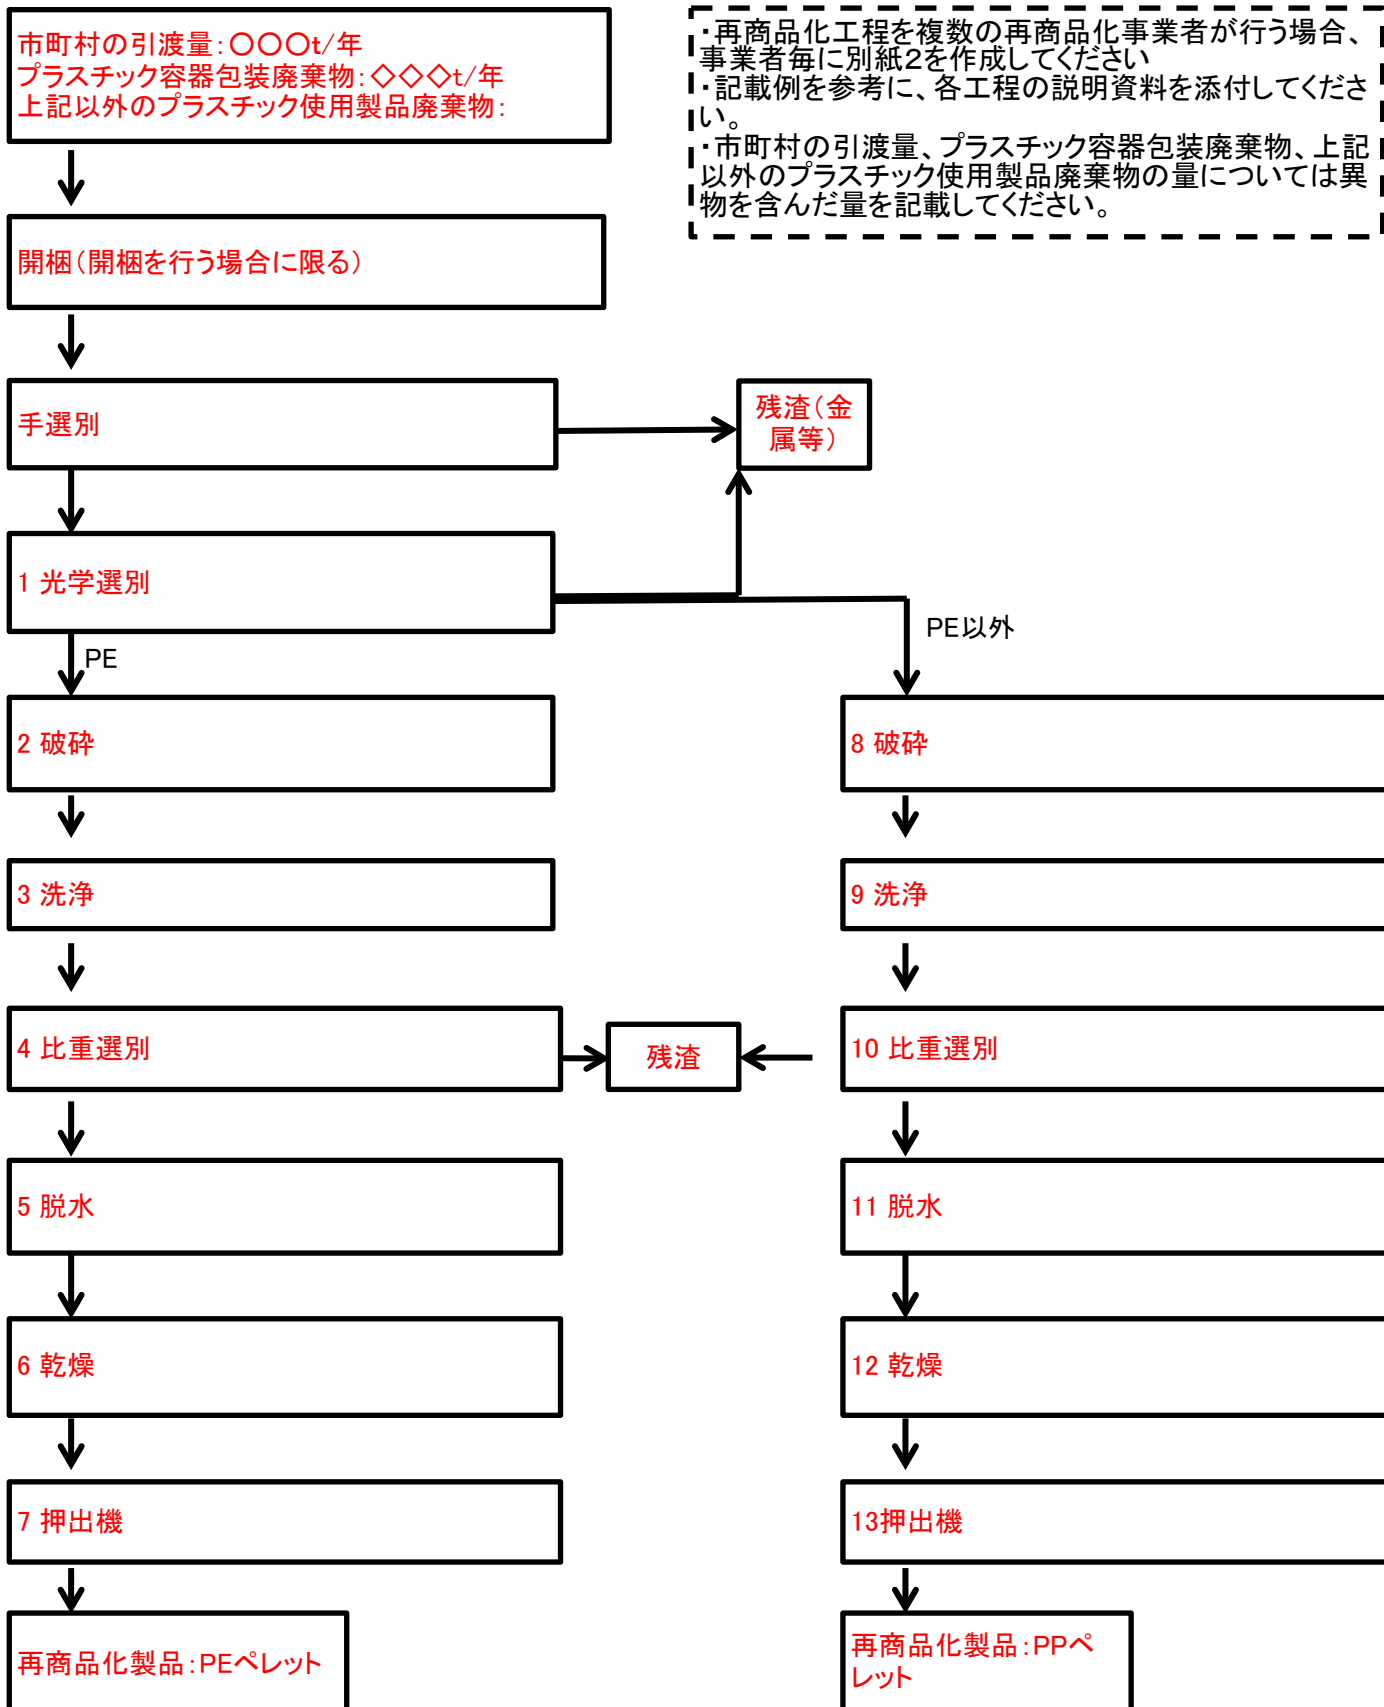 市町村の引渡量：〇〇〇t/年
プラスチック容器包装廃棄物：◇◇◇t/年
上記以外のプラスチック使用製品廃棄物：
・再商品化工程を複数の再商品化事業者が行う場合、
事業者毎に別紙２を作成してください
・記載例を参考に、各工程の説明資料を添付してくださ
い。
・市町村の引渡量、プラスチック容器包装廃棄物、上記
以外のプラスチック使用製品廃棄物の量については異
物を含んだ量を記載してください。
開梱（開梱を行う場合に限る）
手選別
残渣（金
属等）
1 光学選別
PE
PE以外
2 破砕
8 破砕
3 洗浄
9 洗浄
4 比重選別
残渣
10 比重選別
5 脱水
11 脱水
6 乾燥
12 乾燥
7 押出機
13押出機
再商品化製品：PEペレット
再商品化製品：PPペ
レット